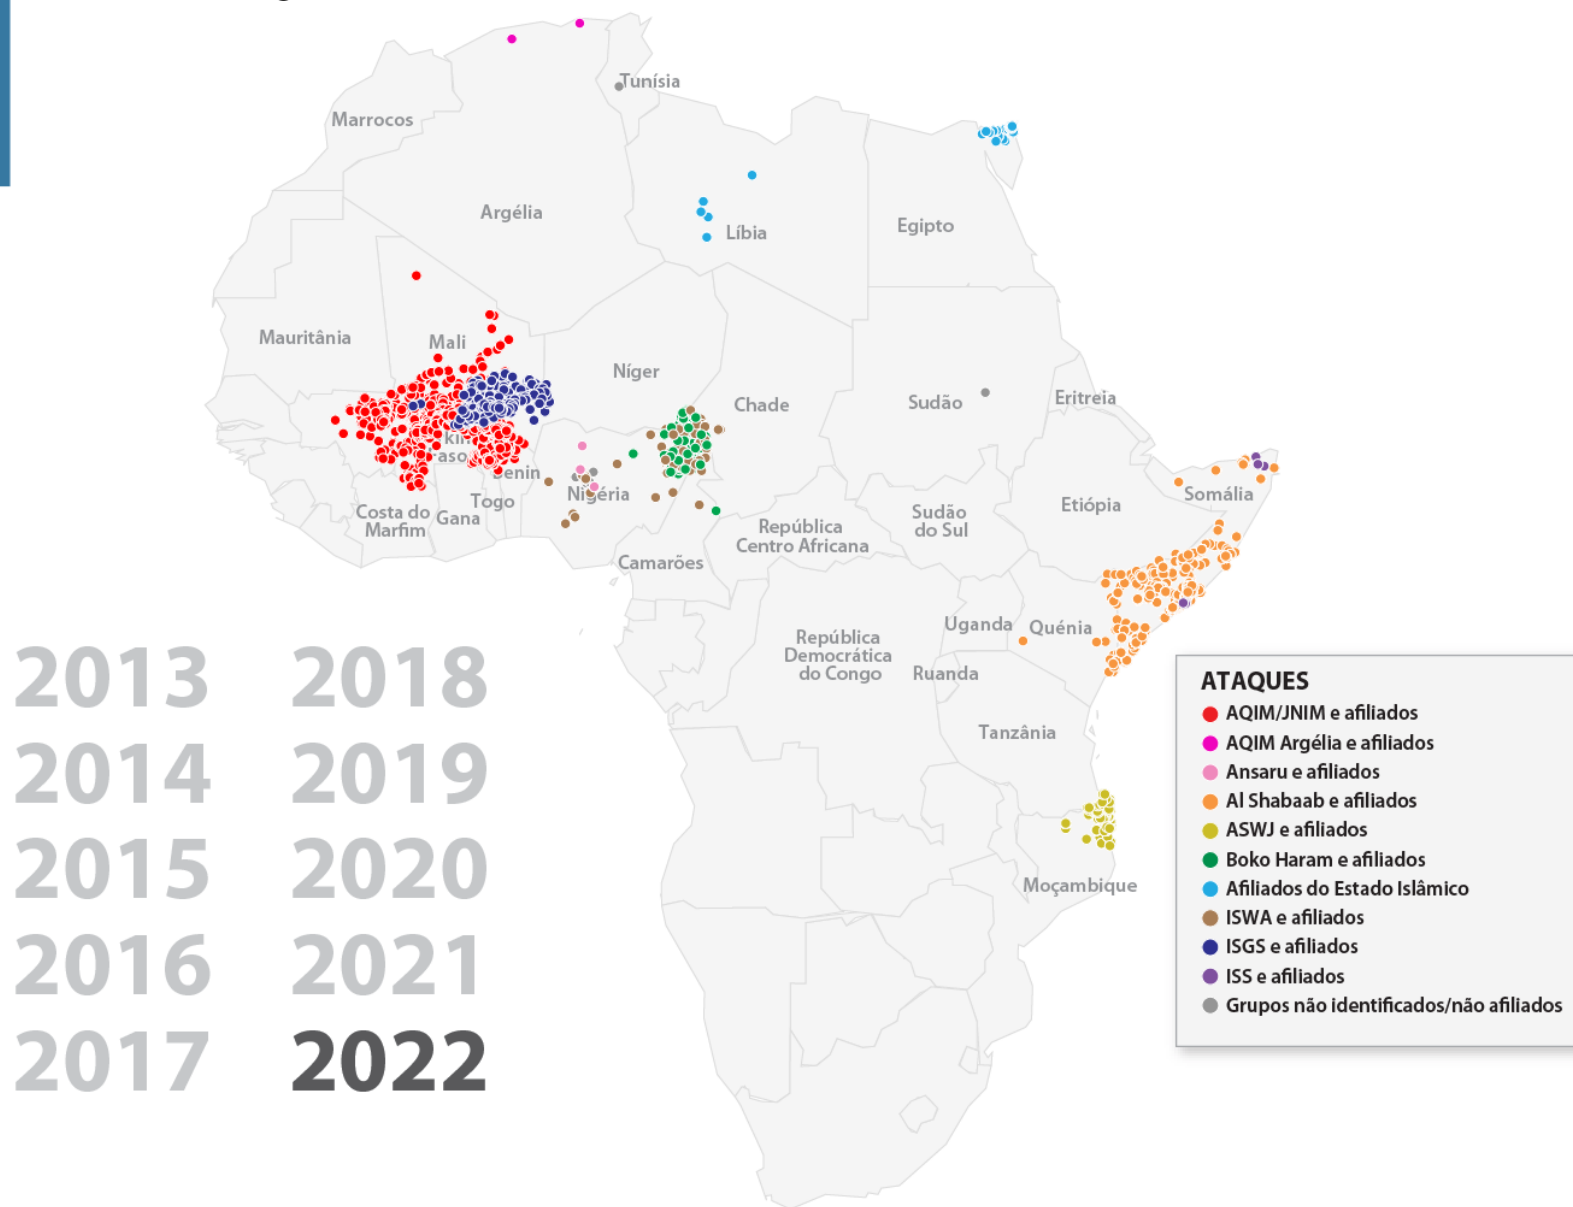 Tunísia
Marrocos
Argélia
Líbia
Egipto
Mauritânia
Mali
Níger
Chade
Sudão
Eritreia
Nigéria
Togo
Costa do
Marfim
Gana
Camarões
República
Centro Africana
Sudão
do Sul
Etiópia
Somália
Uganda
Quénia
República
Democrática
do Congo
Ruanda
Tanzânia
Moçambique
2013
2018
2014
2019
2015
2020
2016
2021
2017
2022
ATAQUES
AQIM/JNIM e afiliados
AQIM Argélia e afiliados
Ansaru e afiliados
Al Shabaab e afiliados
ASWJ e afiliados
Boko Haram e afiliados
Afiliados do Estado Islâmico
ISWA e afiliados
ISGS e afiliados
ISS e afiliados
Grupos não identificados/não afiliados